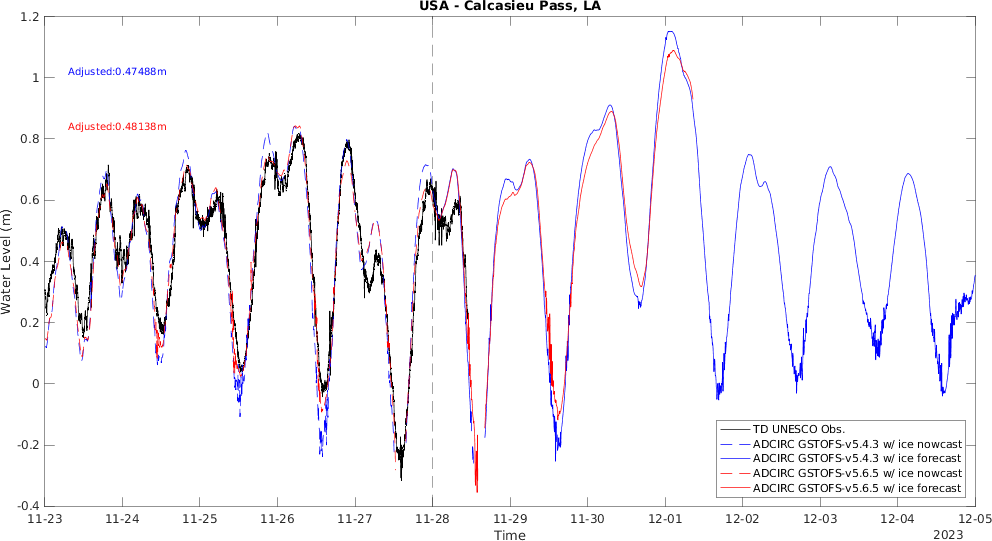 USA - Calcasieu Pass, LA
1.2
1
0.8
0.6
0.4
0.2
0
-0.2
-0.4
Water Level (m)
Adjusted:0.47488m
Adjusted:0.48138m
TD UNESCO Obs.
ADCIRC GSTOFS-v5.4.3 w/ ice nowcast
ADCIRC GSTOFS-v5.4.3 w/ ice forecast
ADCIRC GSTOFS-v5.6.5 w/ ice nowcast
ADCIRC GSTOFS-v5.6.5 w/ ice forecast
11-23 11-24 11-25 11-26 11-27 11-28 11-29 11-30 12-01 12-02 12-03 12-04 12-05
Time
2023